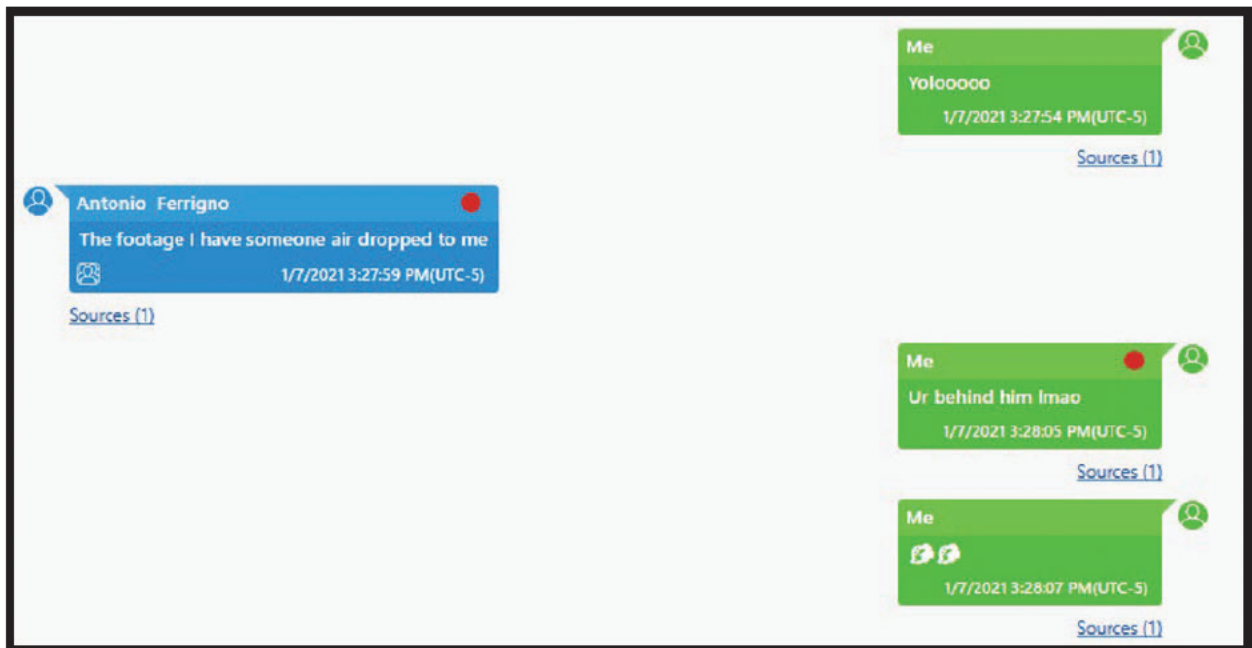 Me
Yolooooo
1/7/2021 3:27:54 PM(UTC-5)
Sources (1)
Antonio Ferrigno
The footage I have someone air dropped to me
1/7/2021 3:27:59 PM(UTC-5)
Sources (1)
Me
Ur behind him lmao
1/7/2021 3:28:05 PM(UTC-5)
Sources (1)
Me
1/7/2021 3:28:07 PM(UTC-5)
Sources (1)